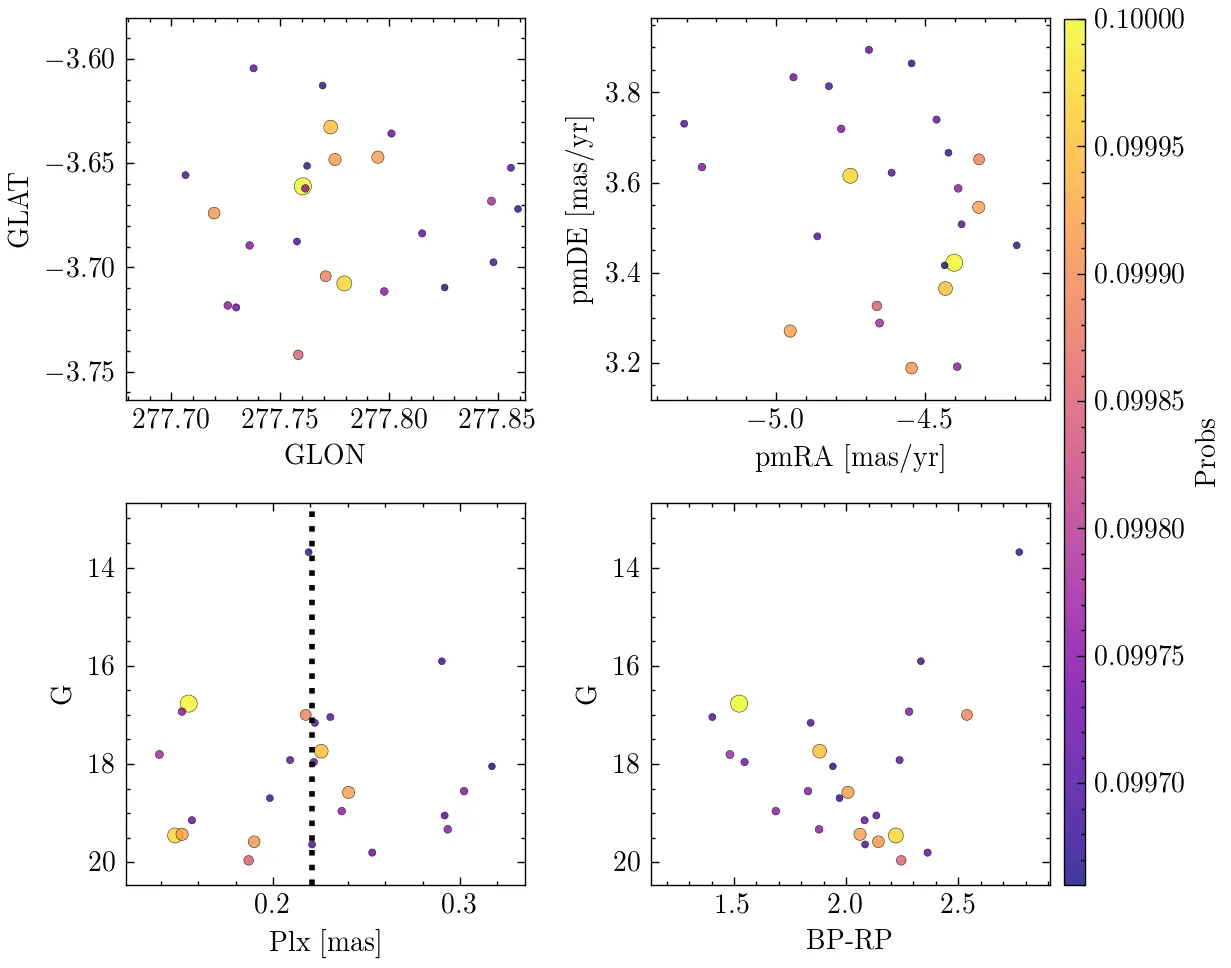 −3.60
−3.65
−3.70
−3.75
GLAT
277.70 277.75 277.80 277.85
GLON
3.8
3.6
3.4
3.2
pmDE [mas/yr]
−5.0 −4.5
pmRA [mas/yr]
14
16
18
20
G
0.2 0.3
Plx [mas]
14
16
18
20
G
1.5 2.0 2.5
BP-RP
0.10000
0.09995
0.09990
0.09985
0.09980
0.09975
0.09970
Probs